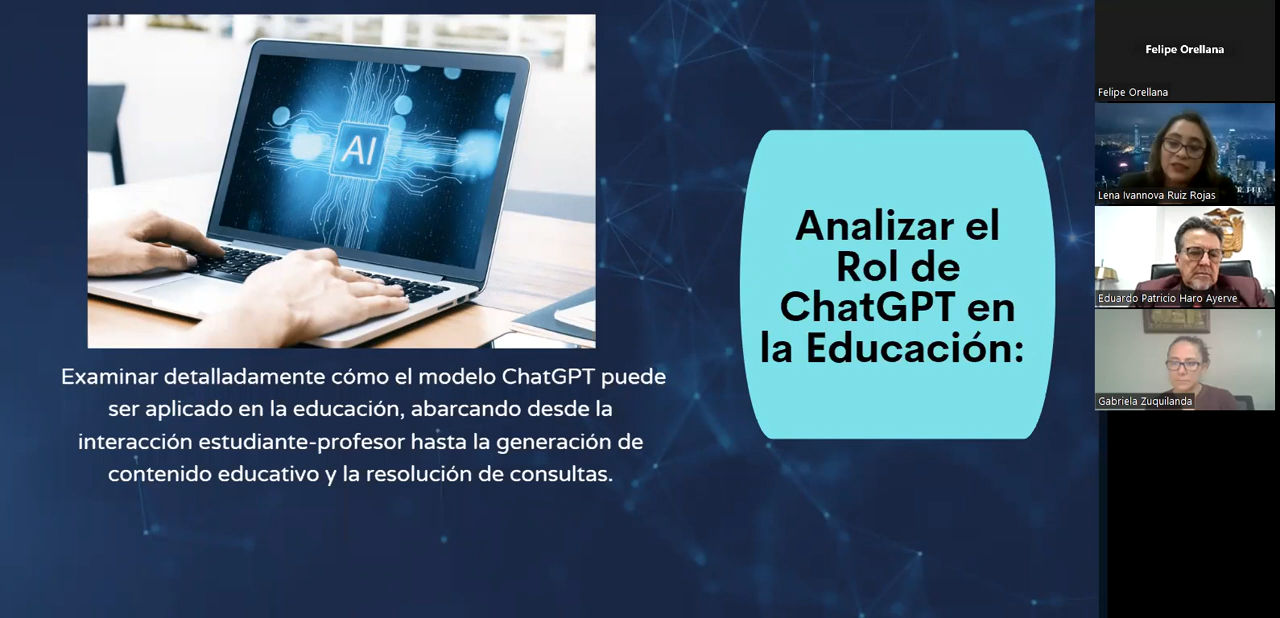 AI
Examinar detalladamente cómo el modelo ChatGPT puede
ser aplicado en la educación, abarcando desde la
interacción estudiante-profesor hasta la generación de
contenido educativo y la resolución de consultas.
Analizar el
Rol de
ChatGPT en
la Educación:
Felipe Orellana
Felipe Orellana
Lena Ivannova Ruiz Rojas
Eduardo Patricio Haro Ayerve
Gabriela Zuquilanda